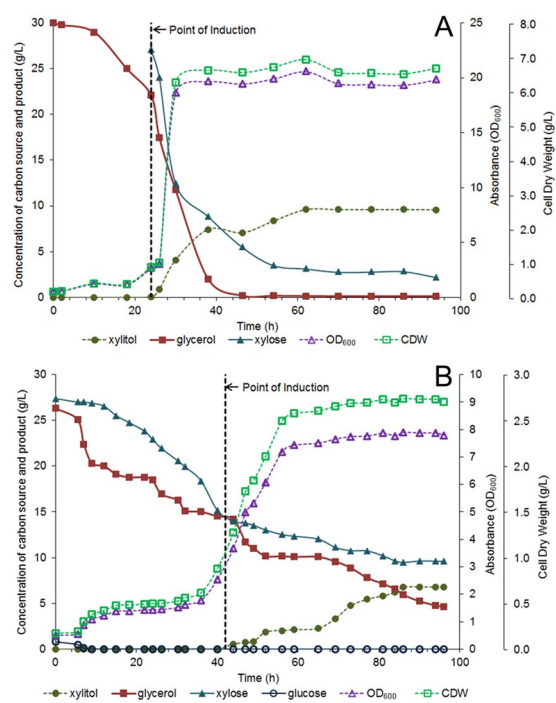 A
Point of Induction
Concentration of carbon source and product (g/L)
30
25
20
15
10
5
0
0 20 40 60 80 100
Time (h)
25
20
15
10
5
0
Absorbance (OD600)
8.0
7.0
6.0
5.0
4.0
3.0
2.0
1.0
0.0
Cell Dry Weight (g/L)
xylitol glycerol xylose OD600 CDW
B
Point of Induction
Concentration of carbon source and product (g/L)
30
25
20
15
10
5
0
0 20 40 60 80 100
Time (h)
10
9
8
7
6
5
4
3
2
1
0
Absorbance (OD600)
3.0
2.5
2.0
1.5
1.0
0.5
0.0
Cell Dry Weight (g/L)
xylitol glycerol xylose glucose OD600 CDW